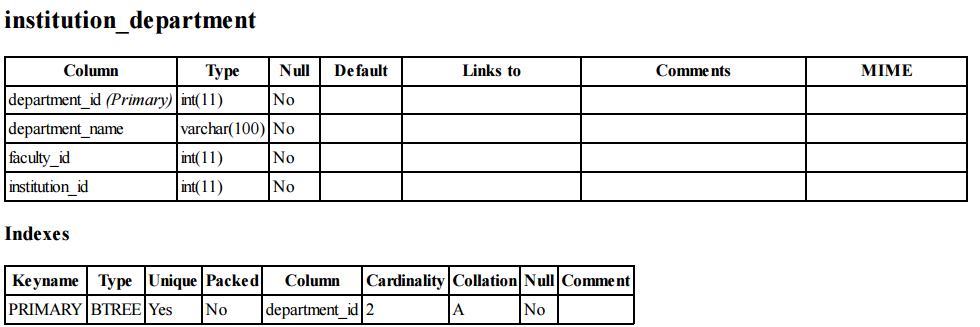 institution_department
Column Type Null Default Links to Comments MIME
department_id (Primary) int(11) No
department_name varchar(100) No
faculty_id int(11) No
institution_id int(11) No
Indexes
Keyname Type Unique Packed Column Cardinality Collation Null Comment
PRIMARY BTREE Yes No department_id 2 A No